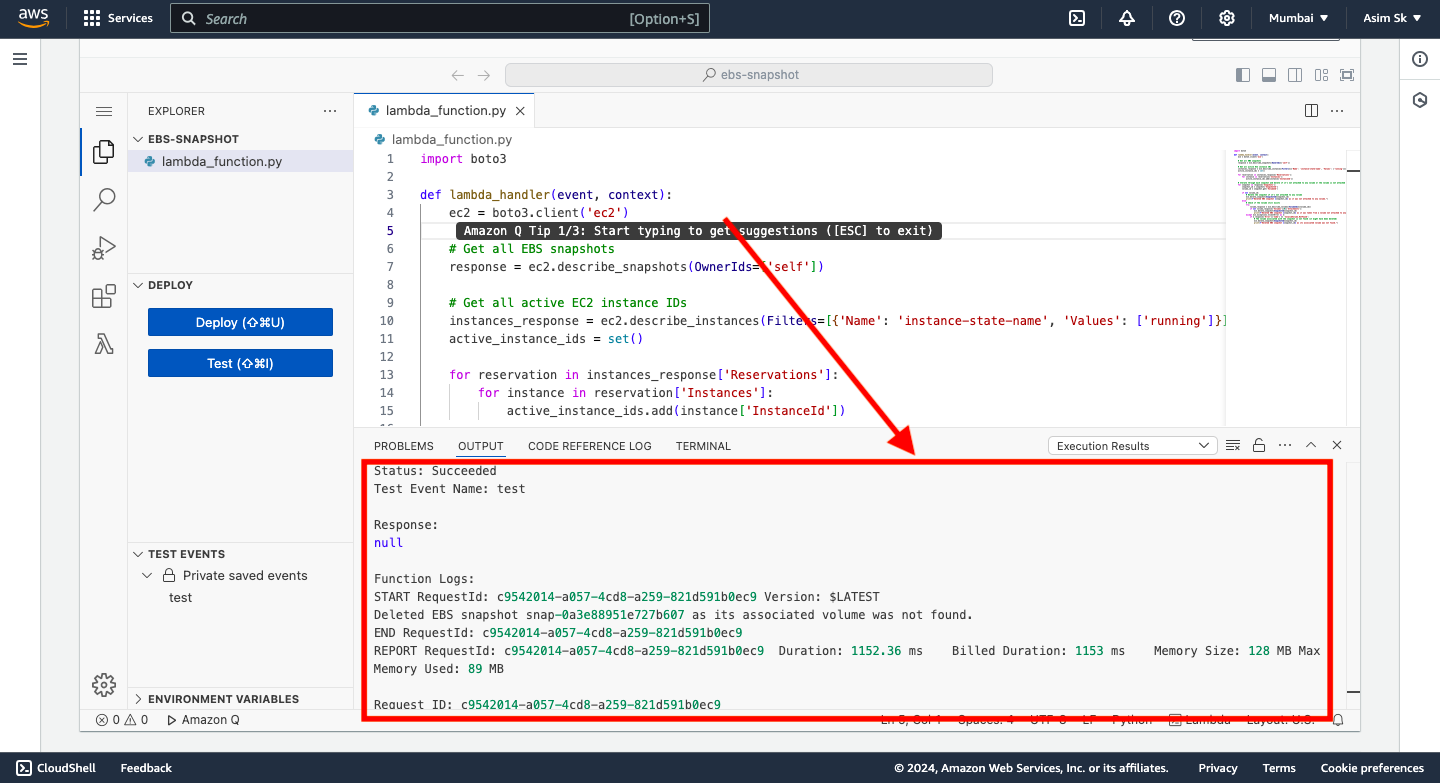 aws Services Search [Option+S] Mumbai Asim Sk
ebs-snapshot
EXPLORER
EBS-SNAPSHOT
lambda_function.py
DEPLOY
Deploy (⇧⌘U)
Test (⇧⌘I)
TEST EVENTS
Private saved events
test
ENVIRONMENT VARIABLES
lambda_function.py
lambda_function.py
1 import boto3
2
3 def lambda_handler(event, context):
4 ec2 = boto3.client('ec2')
5 Amazon Q Tip 1/3: Start typing to get suggestions ([ESC] to exit)
6 # Get all EBS snapshots
7 response = ec2.describe_snapshots(OwnerIds=['self'])
8
9 # Get all active EC2 instance IDs
10 instances_response = ec2.describe_instances(Filters=[{'Name': 'instance-state-name', 'Values': ['running']}]
11 active_instance_ids = set()
12
13 for reservation in instances_response['Reservations']:
14 for instance in reservation['Instances']:
15 active_instance_ids.add(instance['InstanceId'])
PROBLEMS OUTPUT CODE REFERENCE LOG TERMINAL Execution Results
Status: Succeeded
Test Event Name: test
Response:
null
Function Logs:
START RequestId: c9542014-a057-4cd8-a259-821d591b0ec9 Version: $LATEST
Deleted EBS snapshot snap-0a3e88951e727b607 as its associated volume was not found.
END RequestId: c9542014-a057-4cd8-a259-821d591b0ec9
REPORT RequestId: c9542014-a057-4cd8-a259-821d591b0ec9 Duration: 1152.36 ms Billed Duration: 1153 ms Memory Size: 128 MB Max
Memory Used: 89 MB
Request ID: c9542014-a057-4cd8-a259-821d591b0ec9
0 0 Amazon Q Ln 5, Col 1 Spaces: 4 UTF-8 LF Python Lambda Layout: U.S.
CloudShell Feedback © 2024, Amazon Web Services, Inc. or its affiliates. Privacy Terms Cookie preferences